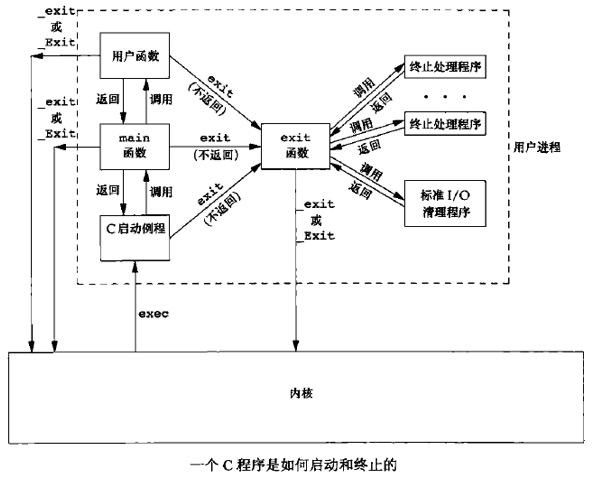 _exit
或
_Exit
用户函数
返回
调用
exit
(不返回)
_exit
或
_Exit
main
函数
exit
(不返回)
返回
调用
C启动例程
exit
(不返回)
exec
exit
函数
_exit
或
_Exit
调用
返回
终止处理程序
. . .
调用
返回
终止处理程序
调用
返回
标准 I/O
清理程序
用户进程
内核
一个 C 程序是如何启动和终止的